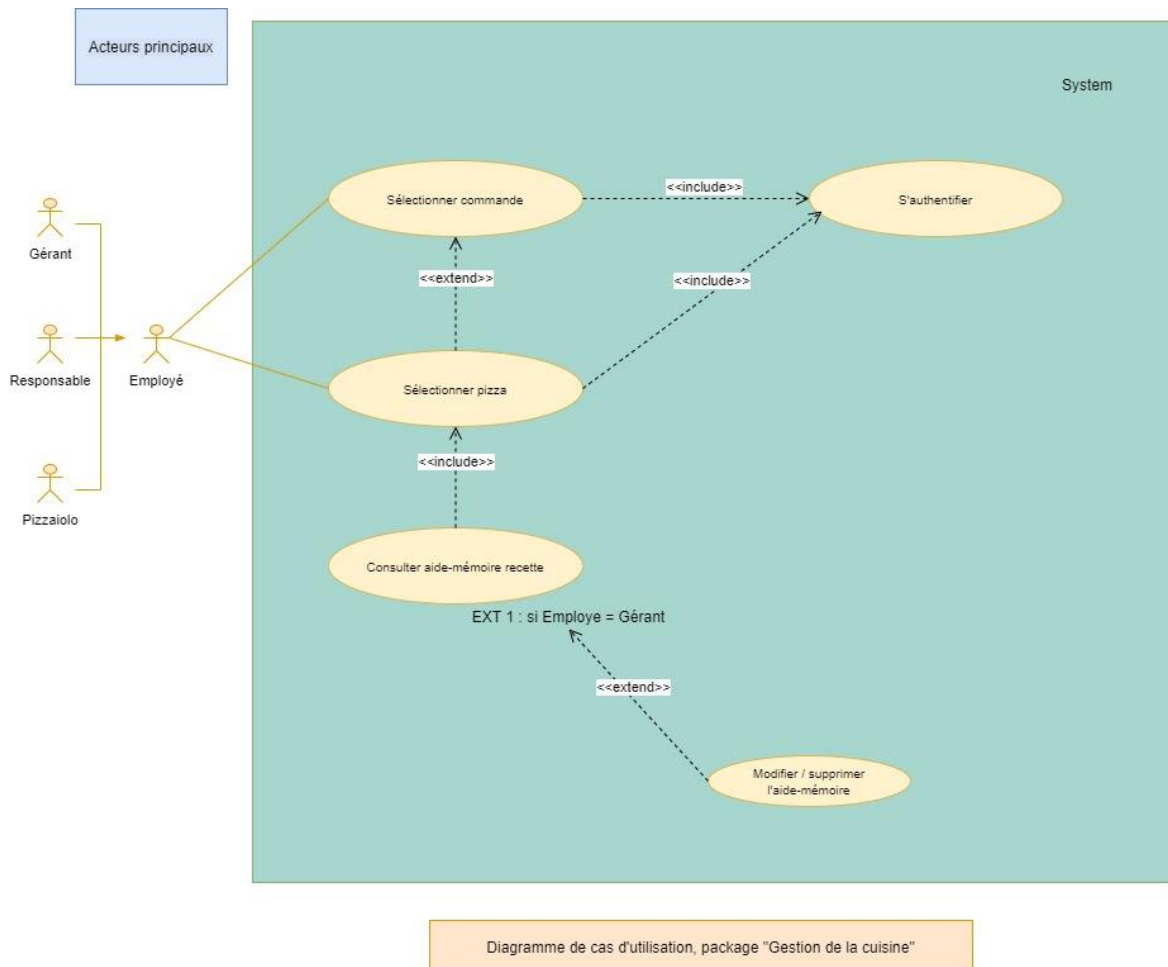 Acteurs principaux
System
Sélectionner commande
<<include>>
S'authentifier
Gérant
<<extend>>
<<include>>
Responsable
Employé
Sélectionner pizza
<<include>>
Pizzaiolo
Consulter aide-mémoire recette
EXT 1 : si Employe = Gérant
<<extend>>
Modifier / supprimer
l'aide-mémoire
Diagramme de cas d'utilisation, package "Gestion de la cuisine"